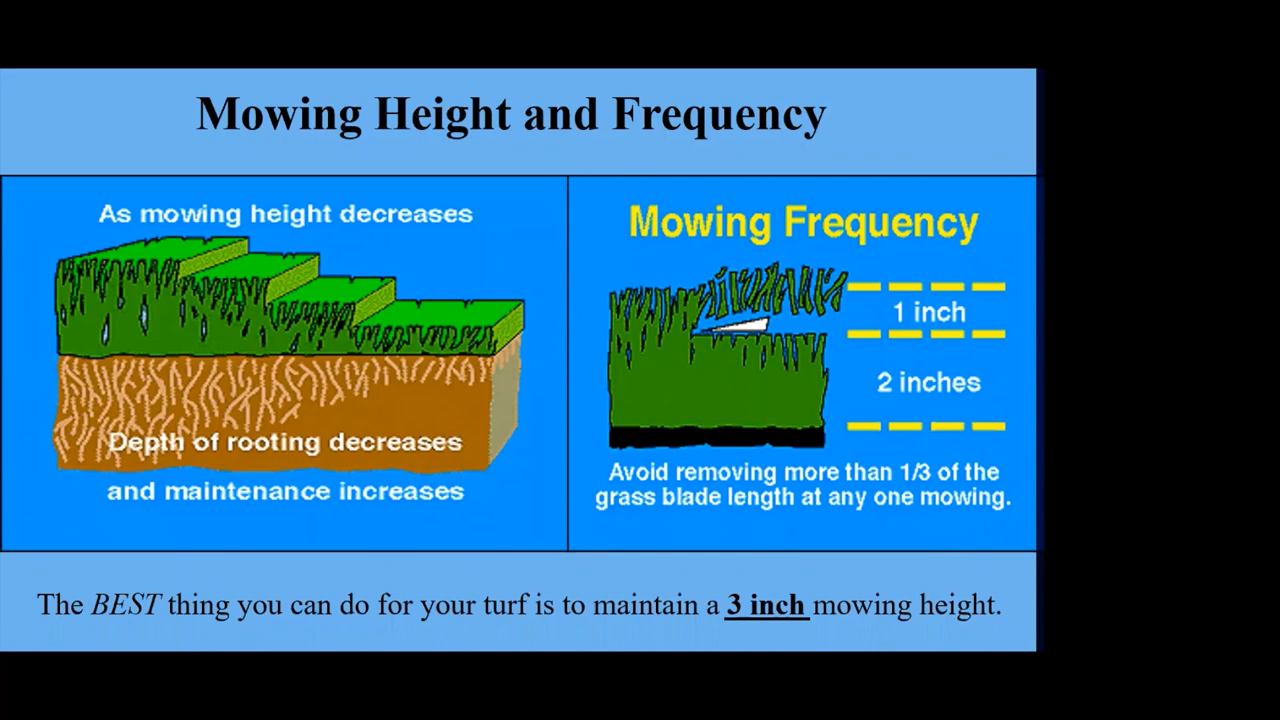 Mowing Height and Frequency
As mowing height decreases
Depth of rooting decreases
and maintenance increases
Mowing Frequency
1 inch
2 inches
Avoid removing more than 1/3 of the
grass blade length at any one mowing.
The BEST thing you can do for your turf is to maintain a 3 inch mowing height.